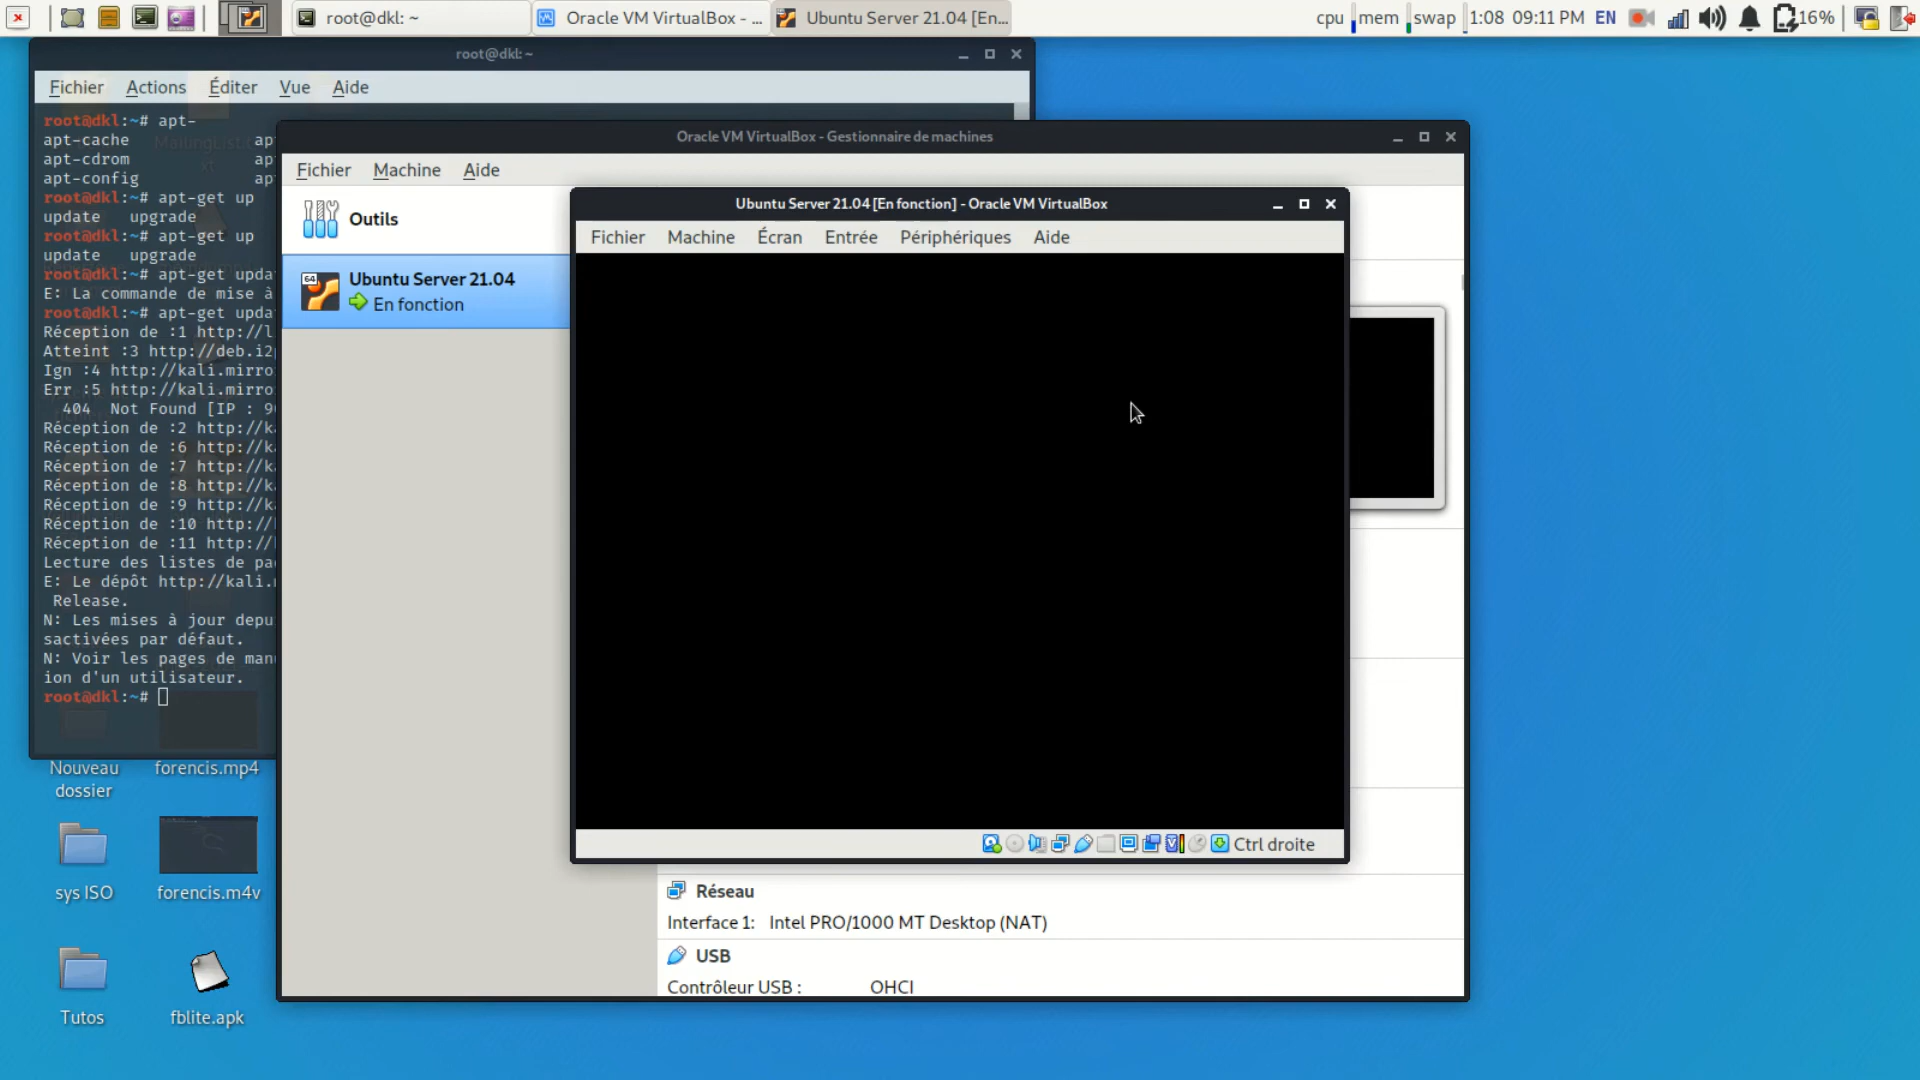 root@dkl: ~
Oracle VM VirtualBox - ...
Ubuntu Server 21.04 [En...
cpu mem swap 1:08 09:11 PM EN 16%
root@dkl: ~
Fichier Actions Éditer Vue Aide
root@dkl:~# apt-
apt-cache ap
apt-cdrom ap
apt-config ap
root@dkl:~# apt-get up
update upgrade
root@dkl:~# apt-get up
update upgrade
root@dkl:~# apt-get upda
E: La commande de mise à
root@dkl:~# apt-get upda
Réception de :1 http://l
Atteint :3 http://deb.i2
Ign :4 http://kali.mirro
Err :5 http://kali.mirro
404 Not Found [IP : 9
Réception de :2 http://k
Réception de :6 http://k
Réception de :7 http://k
Réception de :8 http://k
Réception de :9 http://k
Réception de :10 http://
Réception de :11 http://
Lecture des listes de pa
E: Le dépôt http://kali.
Release.
N: Les mises à jour depu
sactivées par défaut.
N: Voir les pages de man
ion d'un utilisateur.
root@dkl:~#
Oracle VM VirtualBox - Gestionnaire de machines
Fichier Machine Aide
Outils
64
Ubuntu Server 21.04
En fonction
Ubuntu Server 21.04 [En fonction] - Oracle VM VirtualBox
Fichier Machine Écran Entrée Périphériques Aide
Ctrl droite
Réseau
Interface 1: Intel PRO/1000 MT Desktop (NAT)
USB
Contrôleur USB : OHCI
Nouveau
dossier
forencis.mp4
sys ISO
forencis.m4v
Tutos
fblite.apk